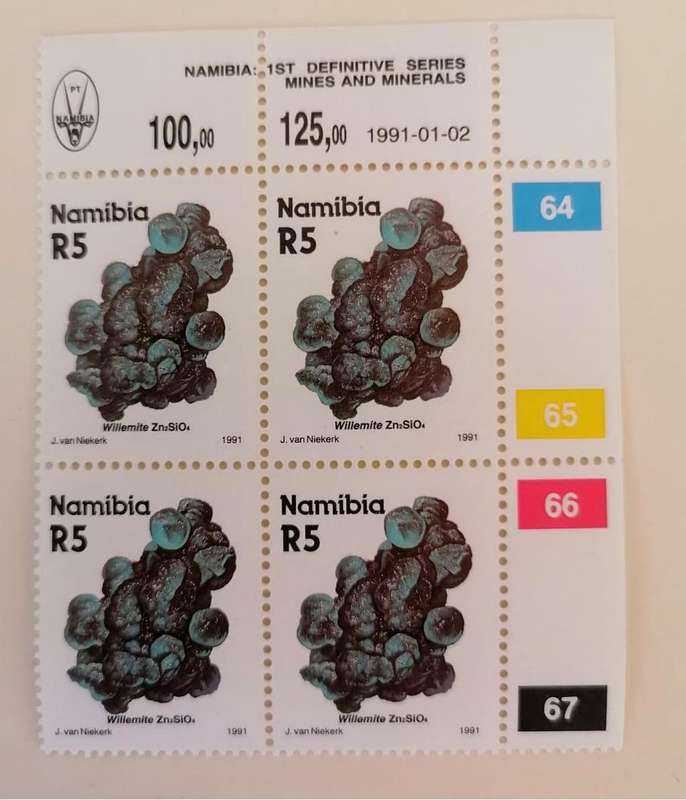 NAMIBIA: 1ST DEFINITIVE SERIES
MINES AND MINERALS
PT
NAMIBIA
100,00
125,00
1991-01-02
Namibia
R5
Willemite Zn₂SiO₄
J. van Niekerk 1991
Namibia
R5
Willemite Zn₂SiO₄
J. van Niekerk 1991
64
65
Namibia
R5
Willemite Zn₂SiO₄
J. van Niekerk 1991
Namibia
R5
Willemite Zn₂SiO₄
J. van Niekerk 1991
66
67